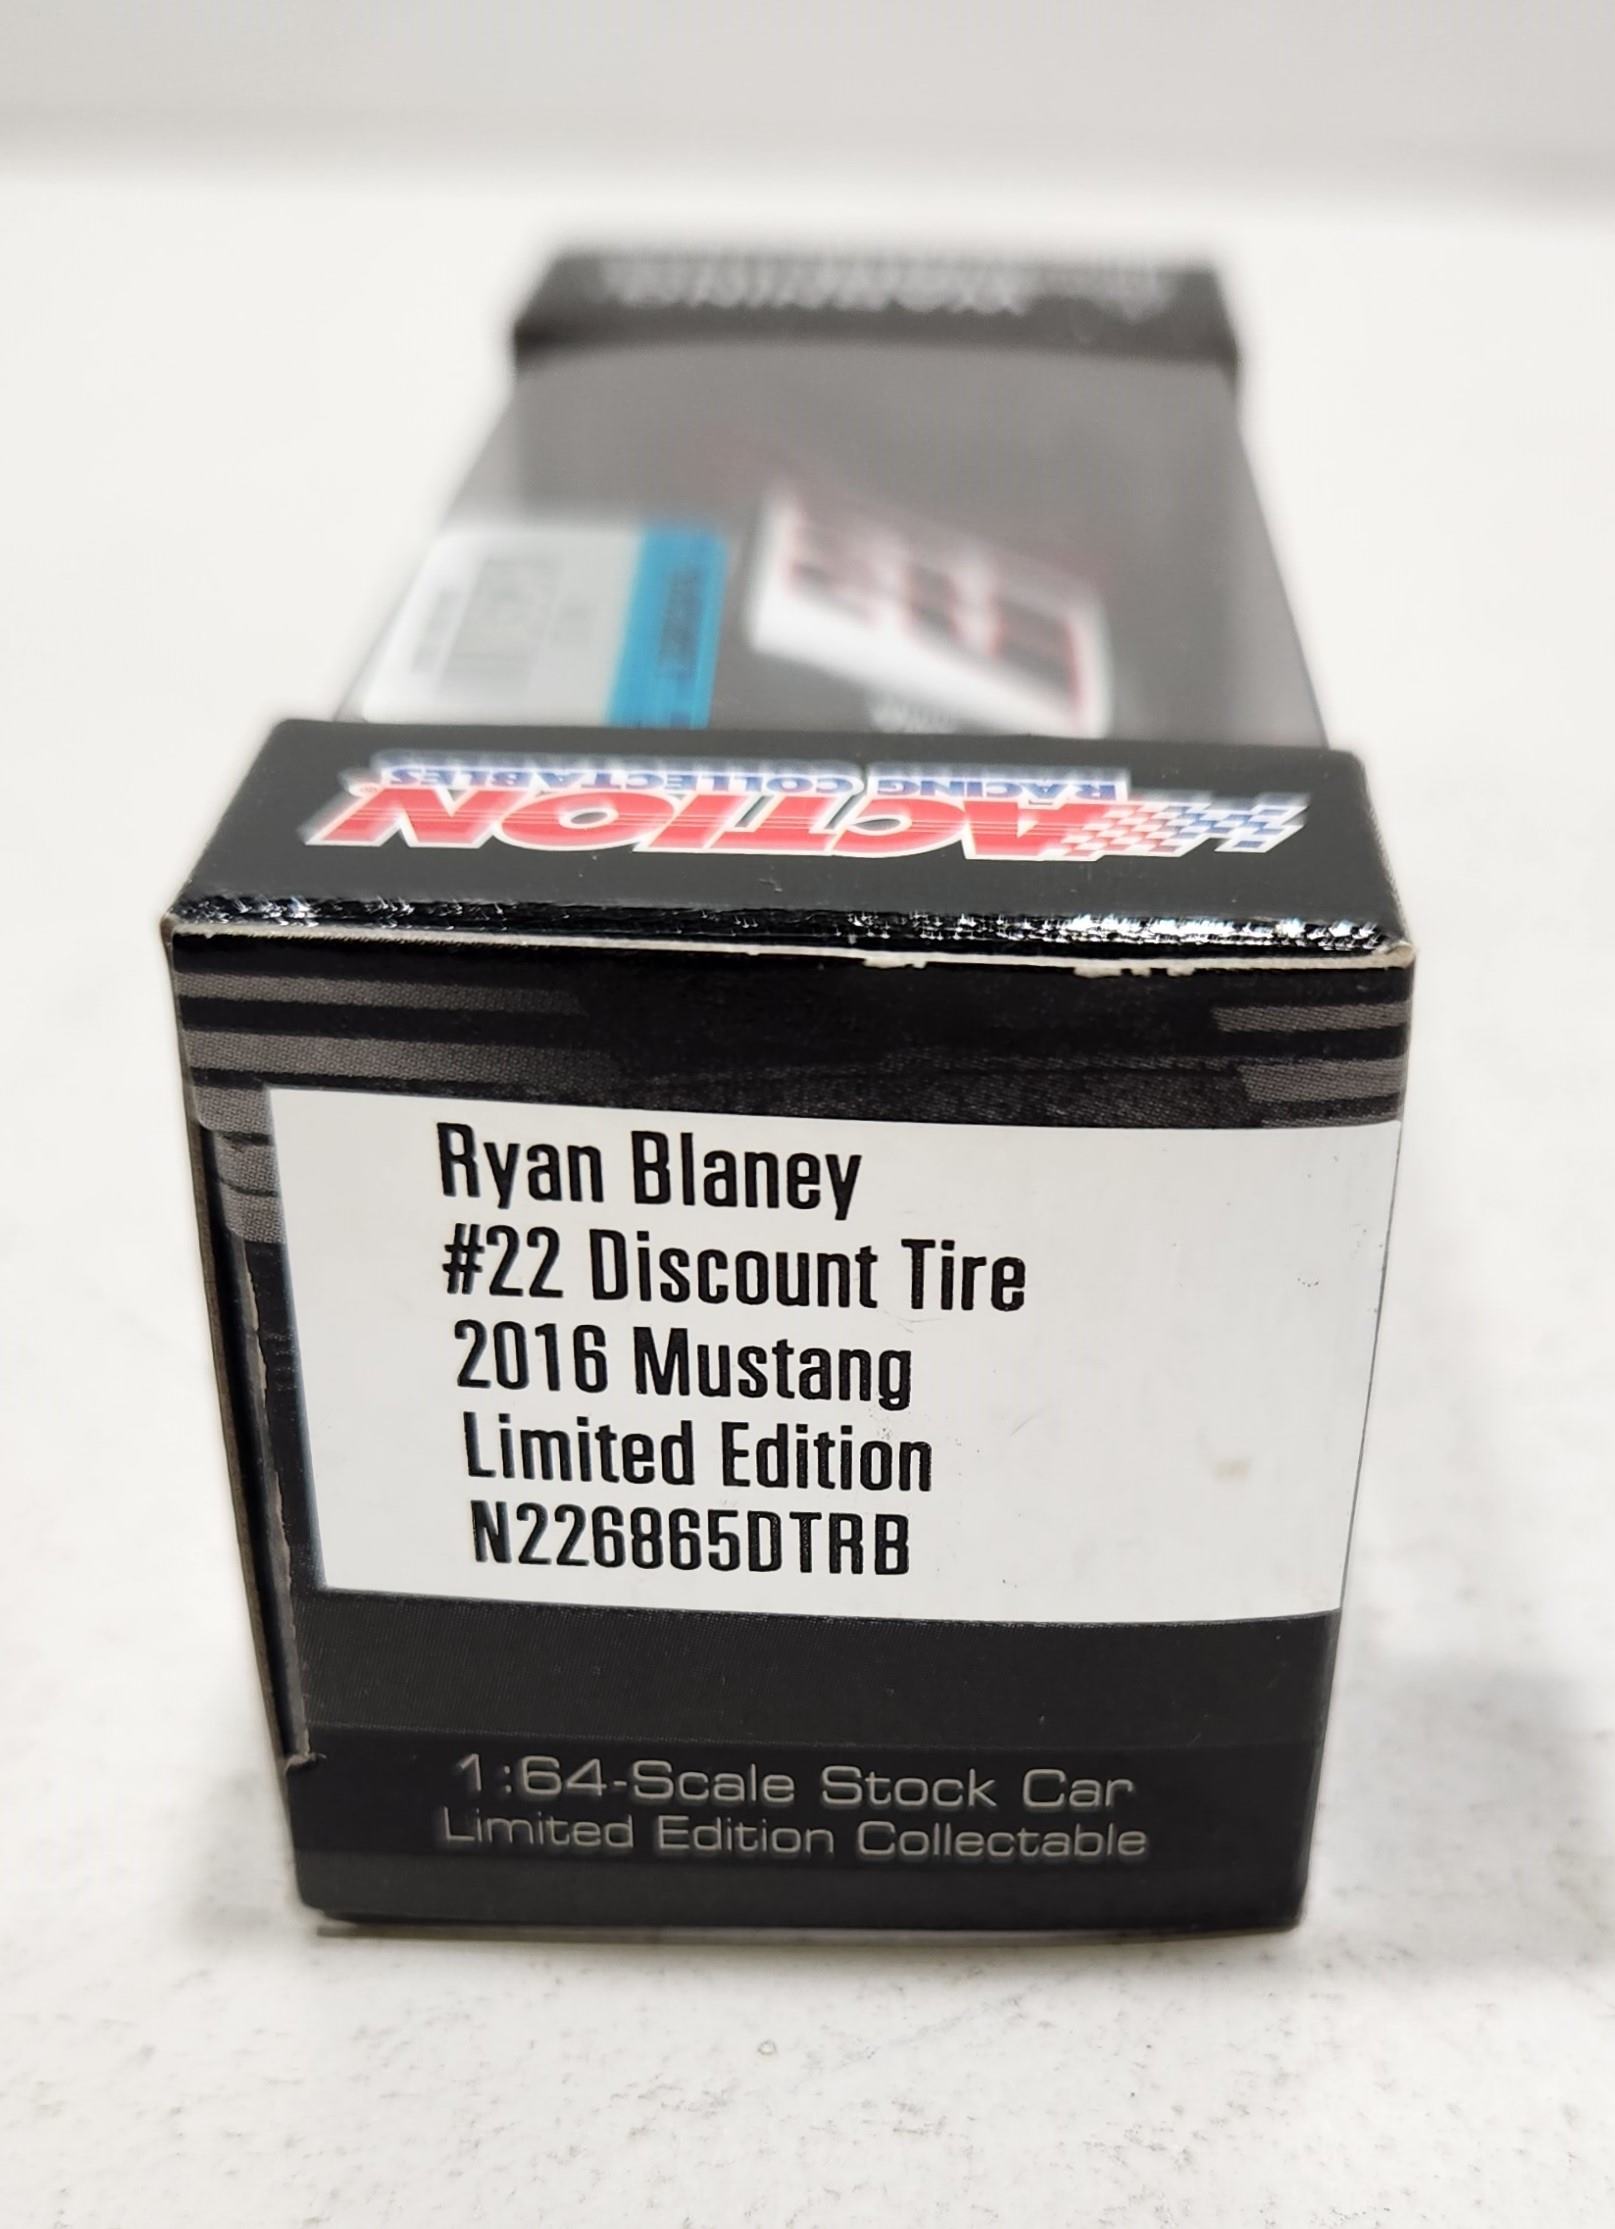 ACTION
RACING COLLECTABLES
Ryan Blaney
#22 Discount Tire
2016 Mustang
Limited Edition
N226865DTRB
1:64-Scale Stock Car
Limited Edition Collectable